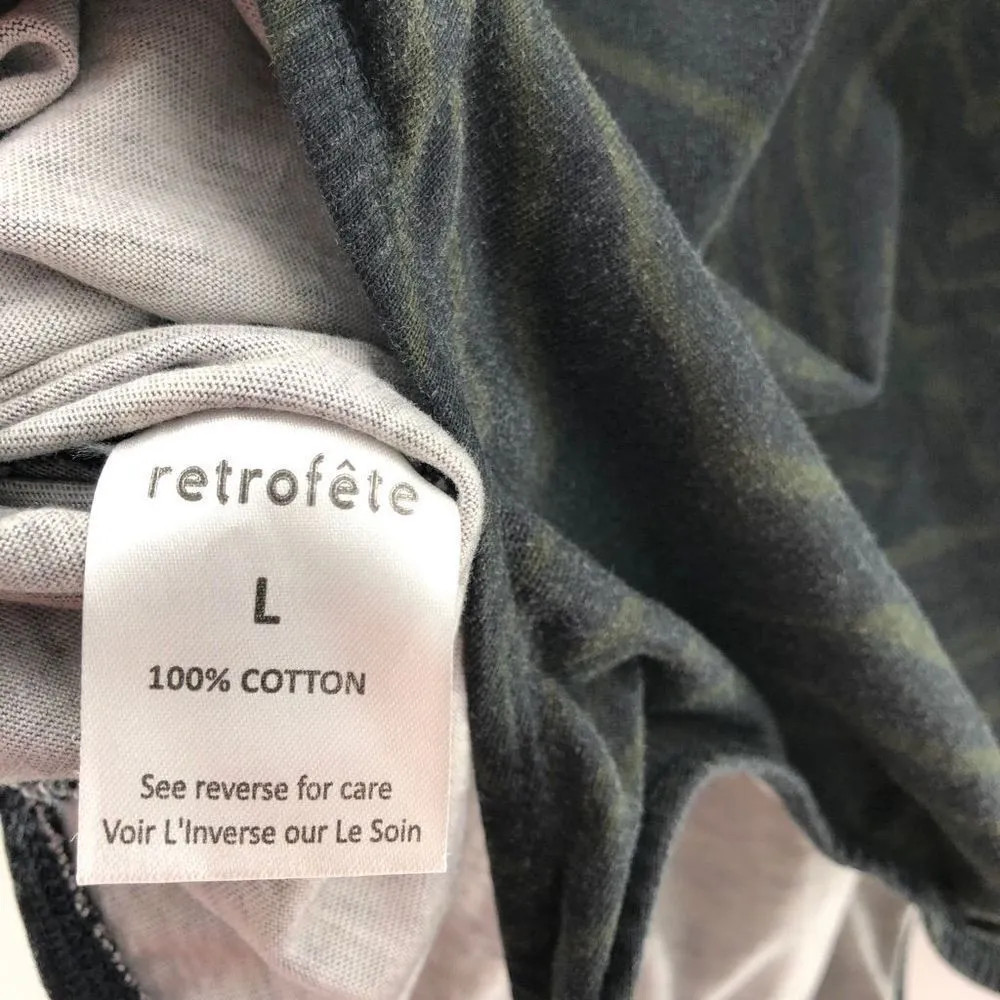 retrofête
L
100% COTTON
See reverse for care
Voir L'Inverse our Le Soin